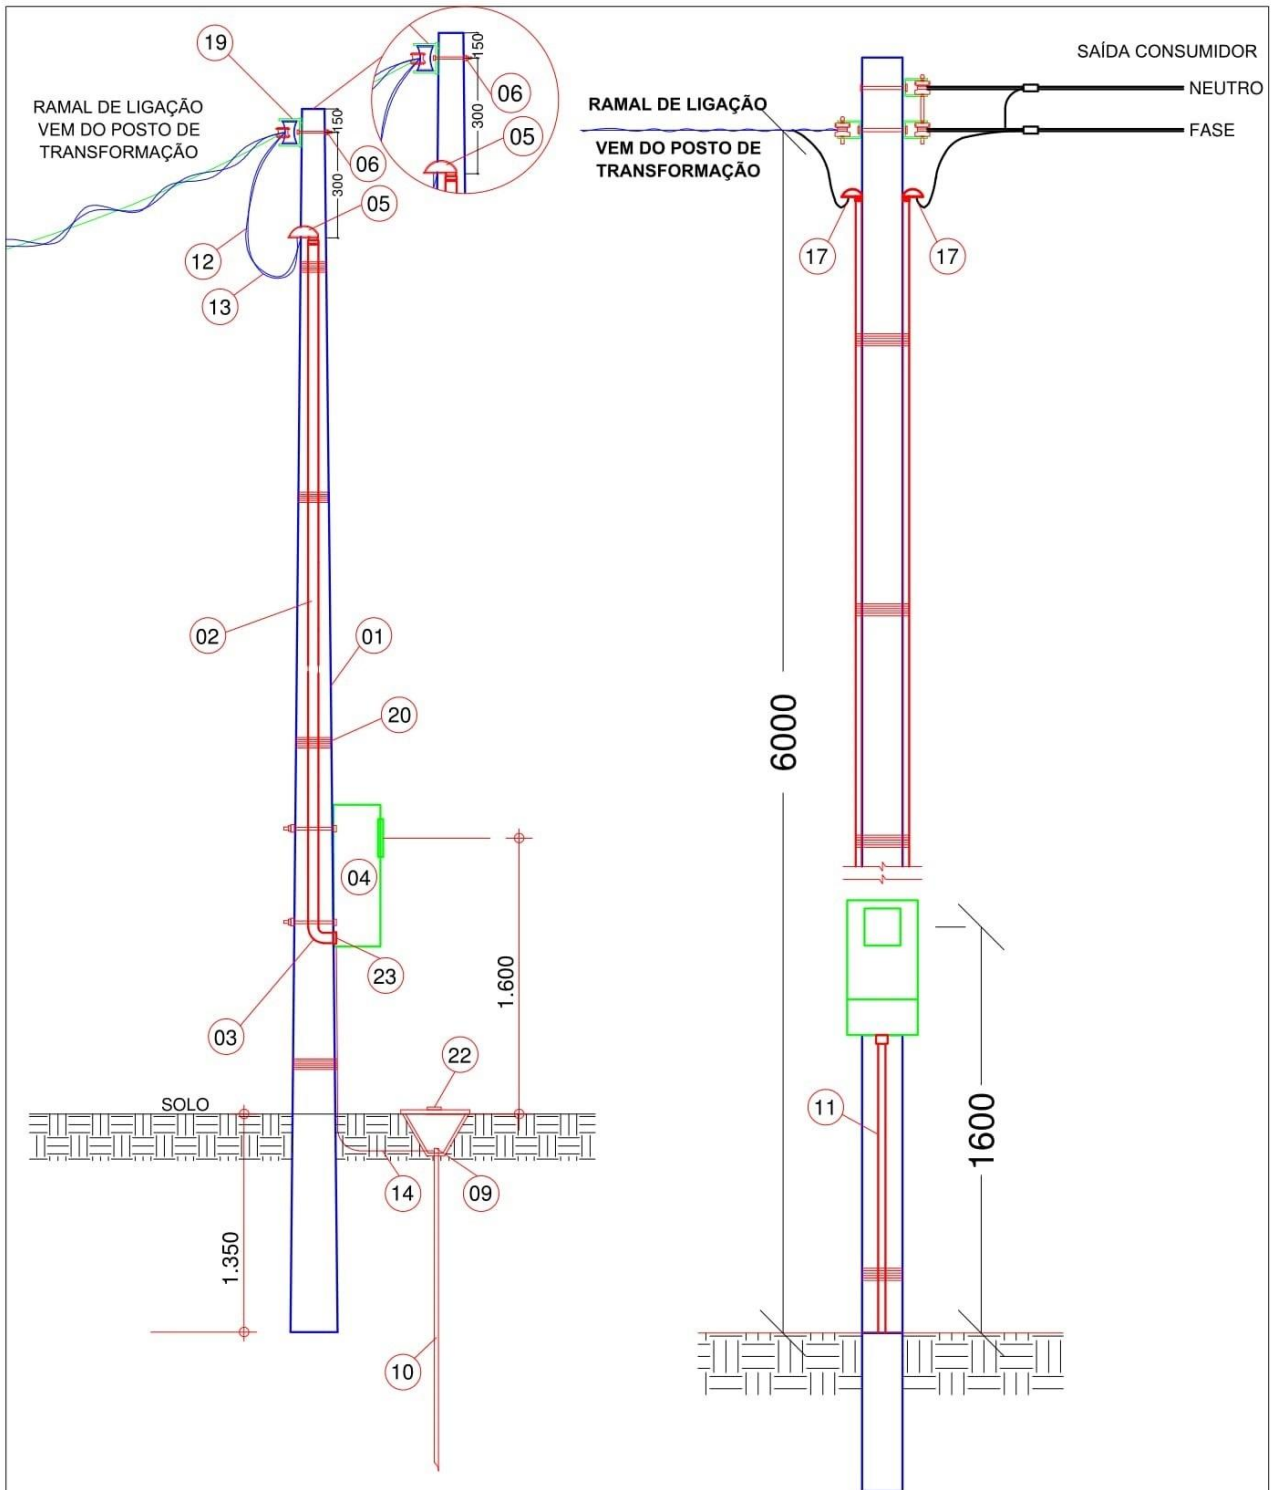 19
RAMAL DE LIGAÇÃO
VEM DO POSTO DE
TRANSFORMAÇÃO
150
06
300
05
12
13
150
06
300
05
02
01
20
04
23
03
1.600
22
SOLO
14
09
1.350
10
SAÍDA CONSUMIDOR
NEUTRO
RAMAL DE LIGAÇÃO
FASE
VEM DO POSTO DE
TRANSFORMAÇÃO
17
17
6000
11
1600